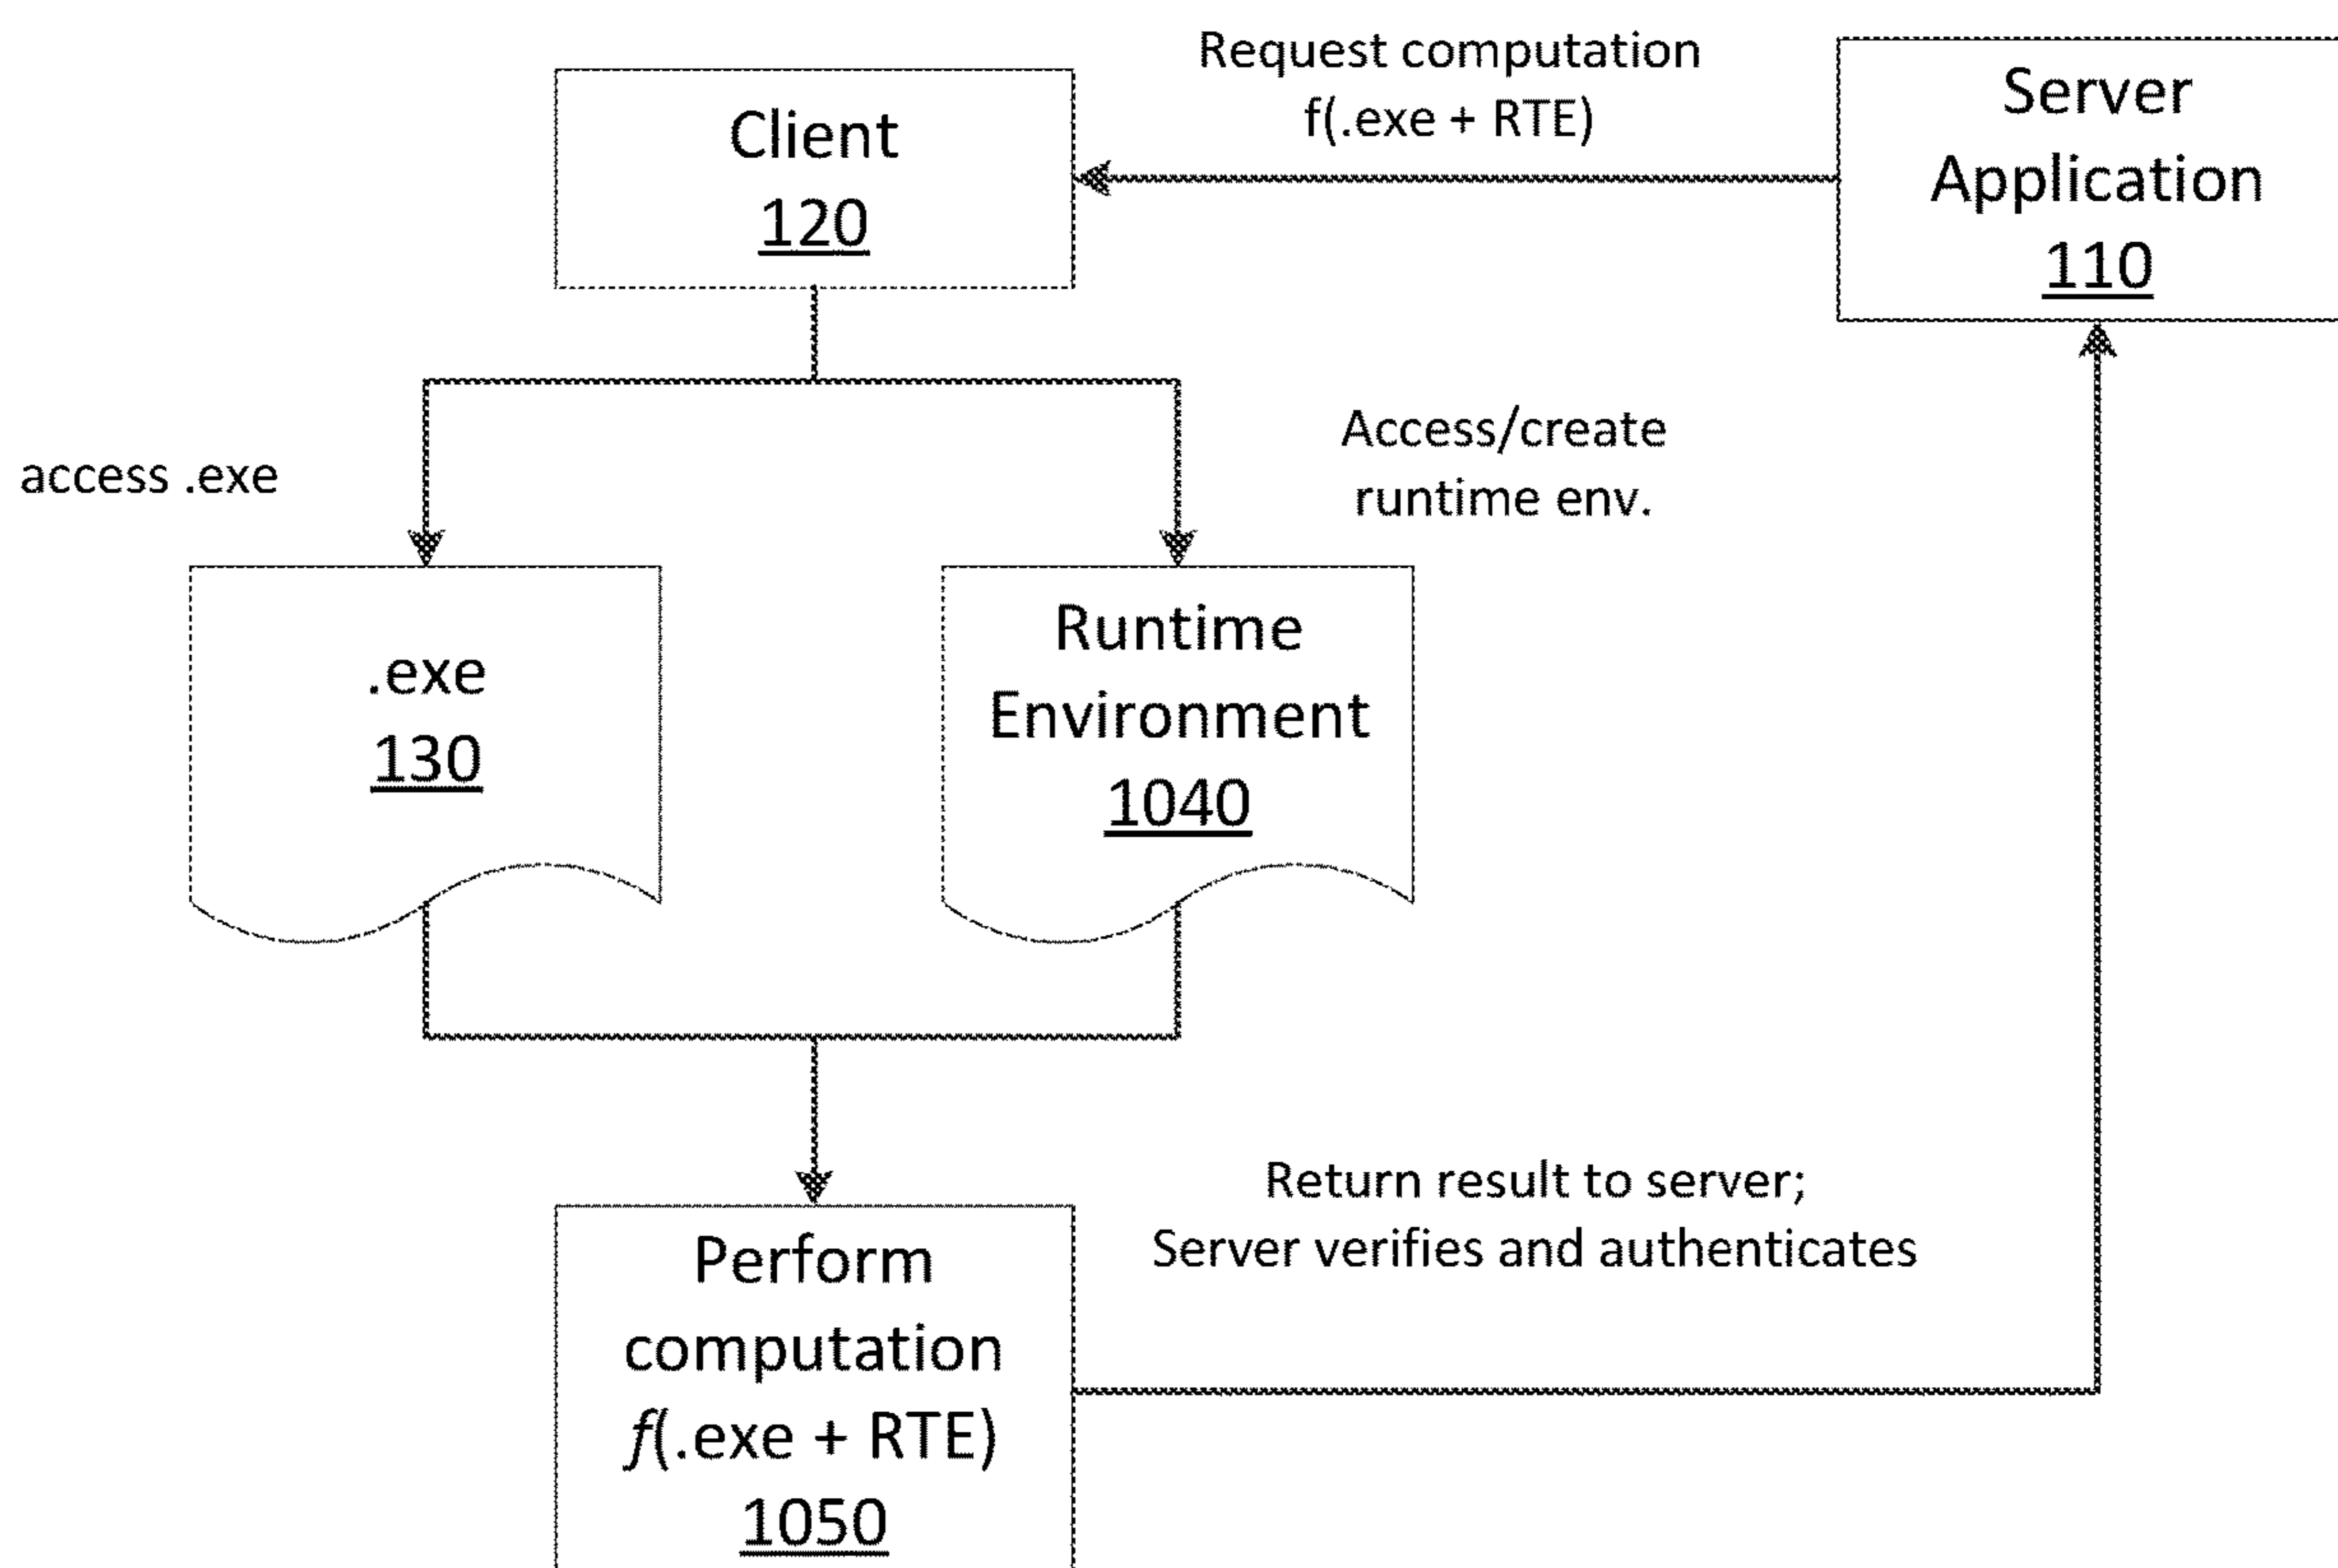 Request computation
f(.exe + RTE)
Client
120
Server
Application
110
access .exe
Access/create
runtime env.
.exe
130
Runtime
Environment
1040
Return result to server;
Server verifies and authenticates
Perform
computation
f(.exe + RTE)
1050